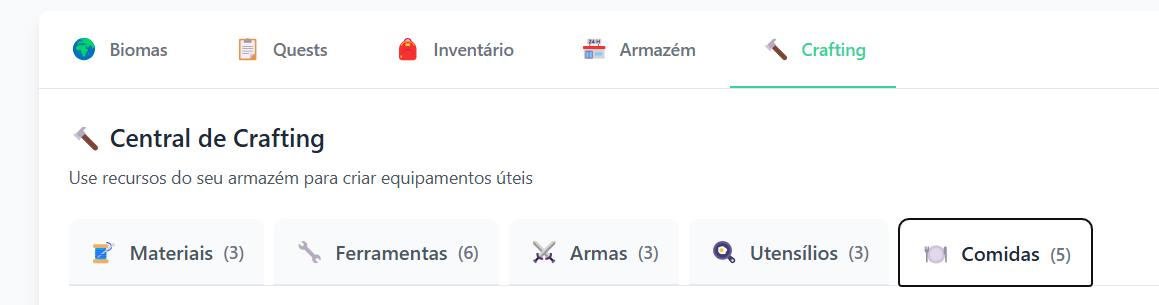 Biomas Quests Inventário Armazém Crafting
Central de Crafting
Use recursos do seu armazém para criar equipamentos úteis
Materiais (3) Ferramentas (6) Armas (3) Utensílios (3) Comidas (5)